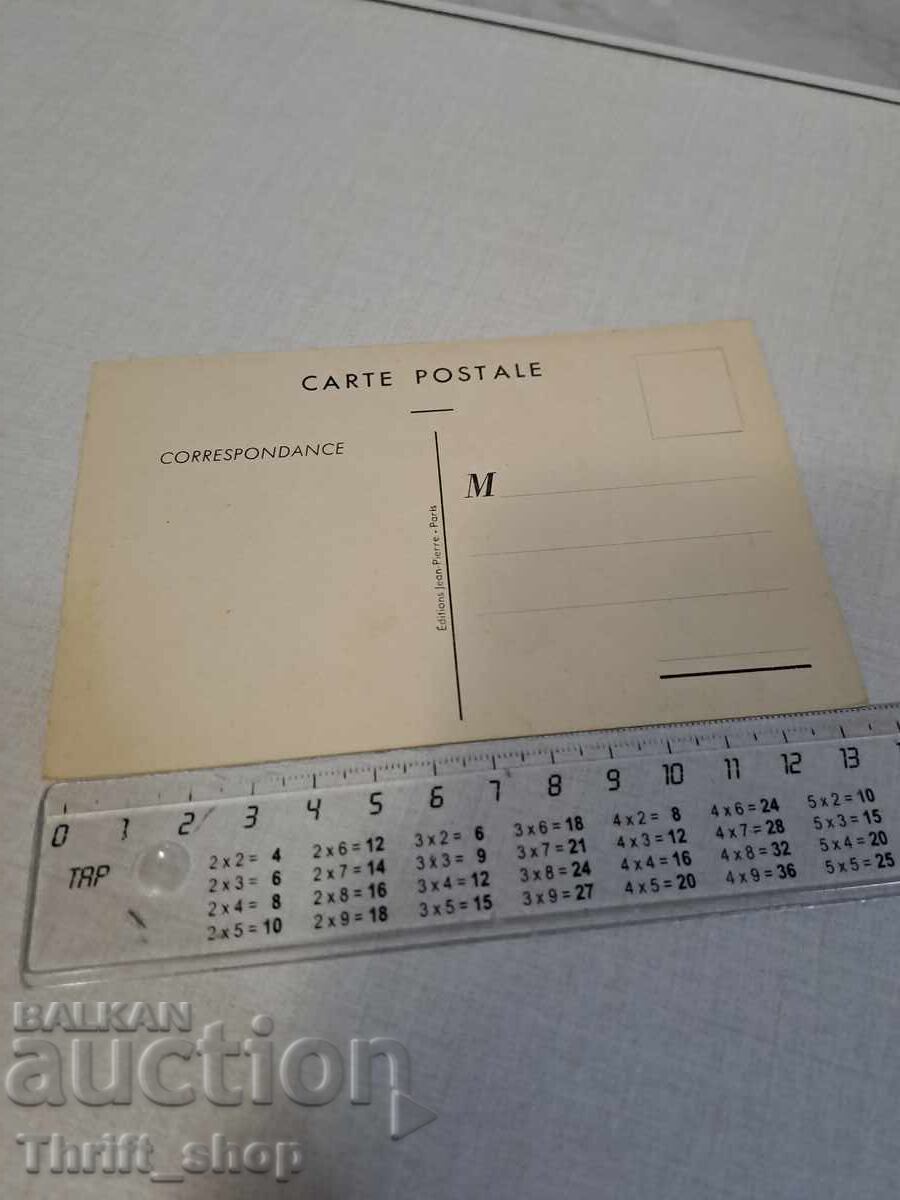 CARTE POSTALE
CORRESPONDANCE
M
Éditions Jean-Pierre - Paris
0 1 2 3 4 5 6 7 8 9 10 11 12 13
TAP
2 x 2 = 4
2 x 3 = 6
2 x 4 = 8
2 x 5 = 10
2 x 6 = 12
2 x 7 = 14
2 x 8 = 16
2 x 9 = 18
3 x 2 = 6
3 x 3 = 9
3 x 4 = 12
3 x 5 = 15
3 x 6 = 18
3 x 7 = 21
3 x 8 = 24
3 x 9 = 27
4 x 2 = 8
4 x 3 = 12
4 x 4 = 16
4 x 5 = 20
4 x 6 = 24
4 x 7 = 28
4 x 8 = 32
4 x 9 = 36
5 x 2 = 10
5 x 3 = 15
5 x 4 = 20
5 x 5 = 25
BALKAN
auction
Thrift_shop